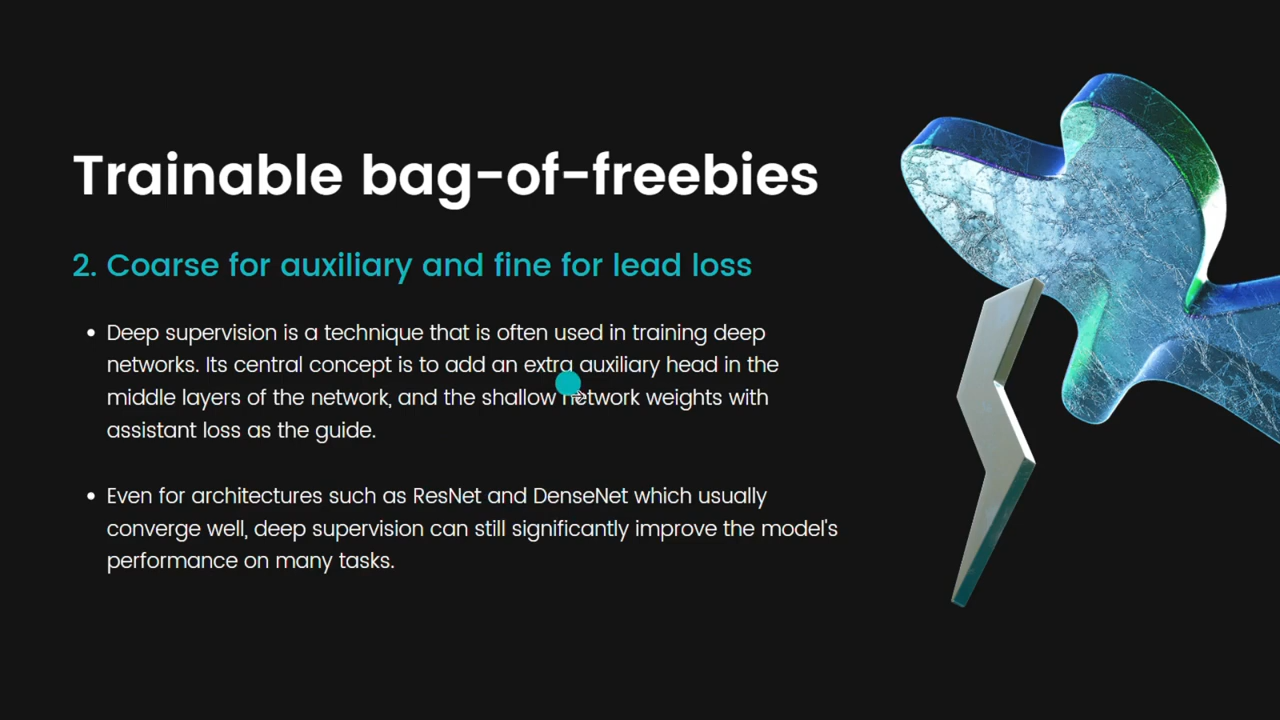 Trainable bag-of-freebies
2. Coarse for auxiliary and fine for lead loss
• Deep supervision is a technique that is often used in training deep
networks. Its central concept is to add an extra auxiliary head in the
middle layers of the network, and the shallow network weights with
assistant loss as the guide.
• Even for architectures such as ResNet and DenseNet which usually
converge well, deep supervision can still significantly improve the model's
performance on many tasks.